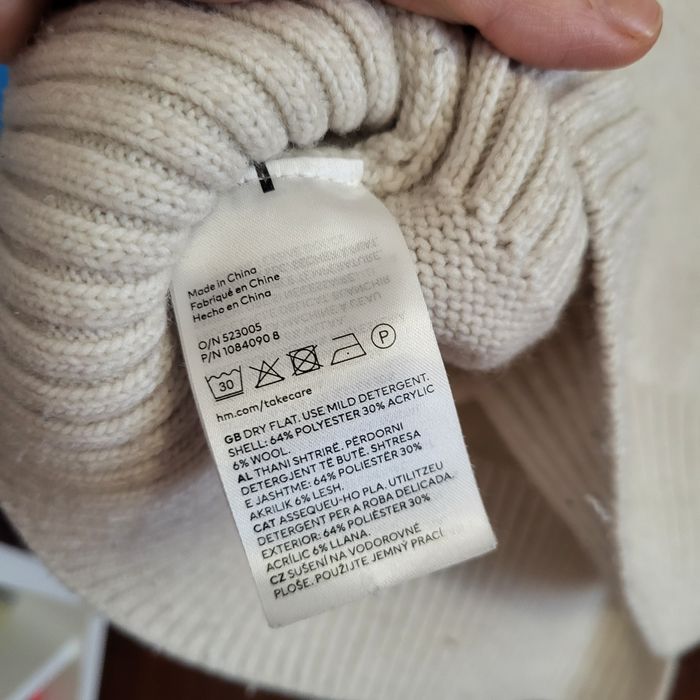 Made in China
Fabriqué en Chine
Hecho en China
O/N 523005
P/N 1084090 8
30 P
hm.com/takecare
GB DRY FLAT. USE MILD DETERGENT.
SHELL: 64% POLYESTER 30% ACRYLIC
6% WOOL.
AL THANI SHTRIRË. PËRDORNI
DETERGJENT TË BUTË. SHTRESA
E JASHTME: 64% POLIESTËR 30%
AKRILIK 6% LESH.
CAT ASSEQUEU-HO PLA. UTILITZEU
DETERGENT PER A ROBA DELICADA.
EXTERIOR: 64% POLIÈSTER 30%
ACRÍLIC 6% LLANA.
CZ SUŠENÍ NA VODOROVNÉ
PLOŠE. POUŽIJTE JEMNÝ PRACÍ